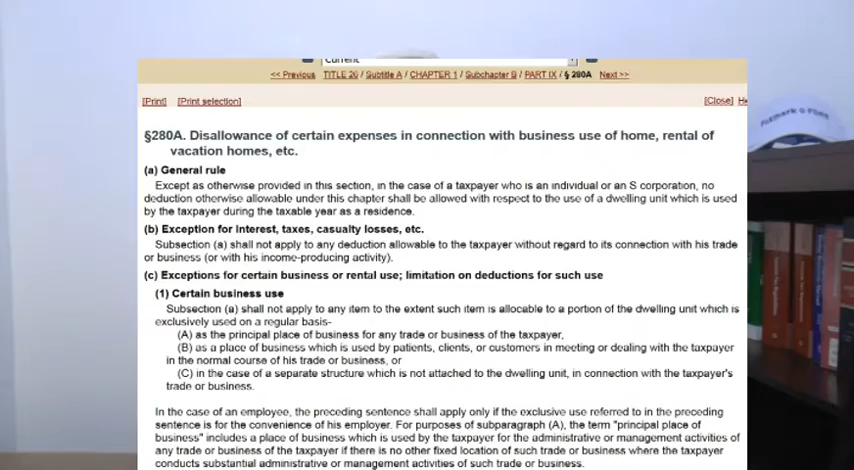 Current
<< Previous TITLE 26 / Subtitle A / CHAPTER 1 / Subchapter B / PART IX / § 280A Next >>
[Print] [Print selection] [Close]
§280A. Disallowance of certain expenses in connection with business use of home, rental of
vacation homes, etc.
(a) General rule
Except as otherwise provided in this section, in the case of a taxpayer who is an individual or an S corporation, no
deduction otherwise allowable under this chapter shall be allowed with respect to the use of a dwelling unit which is used
by the taxpayer during the taxable year as a residence.
(b) Exception for interest, taxes, casualty losses, etc.
Subsection (a) shall not apply to any deduction allowable to the taxpayer without regard to its connection with his trade
or business (or with his income-producing activity).
(c) Exceptions for certain business or rental use; limitation on deductions for such use
(1) Certain business use
Subsection (a) shall not apply to any item to the extent such item is allocable to a portion of the dwelling unit which is
exclusively used on a regular basis-
(A) as the principal place of business for any trade or business of the taxpayer,
(B) as a place of business which is used by patients, clients, or customers in meeting or dealing with the taxpayer
in the normal course of his trade or business, or
(C) in the case of a separate structure which is not attached to the dwelling unit, in connection with the taxpayer's
trade or business.
In the case of an employee, the preceding sentence shall apply only if the exclusive use referred to in the preceding
sentence is for the convenience of his employer. For purposes of subparagraph (A), the term "principal place of
business" includes a place of business which is used by the taxpayer for the administrative or management activities of
any trade or business of the taxpayer if there is no other fixed location of such trade or business where the taxpayer
conducts substantial administrative or management activities of such trade or business.